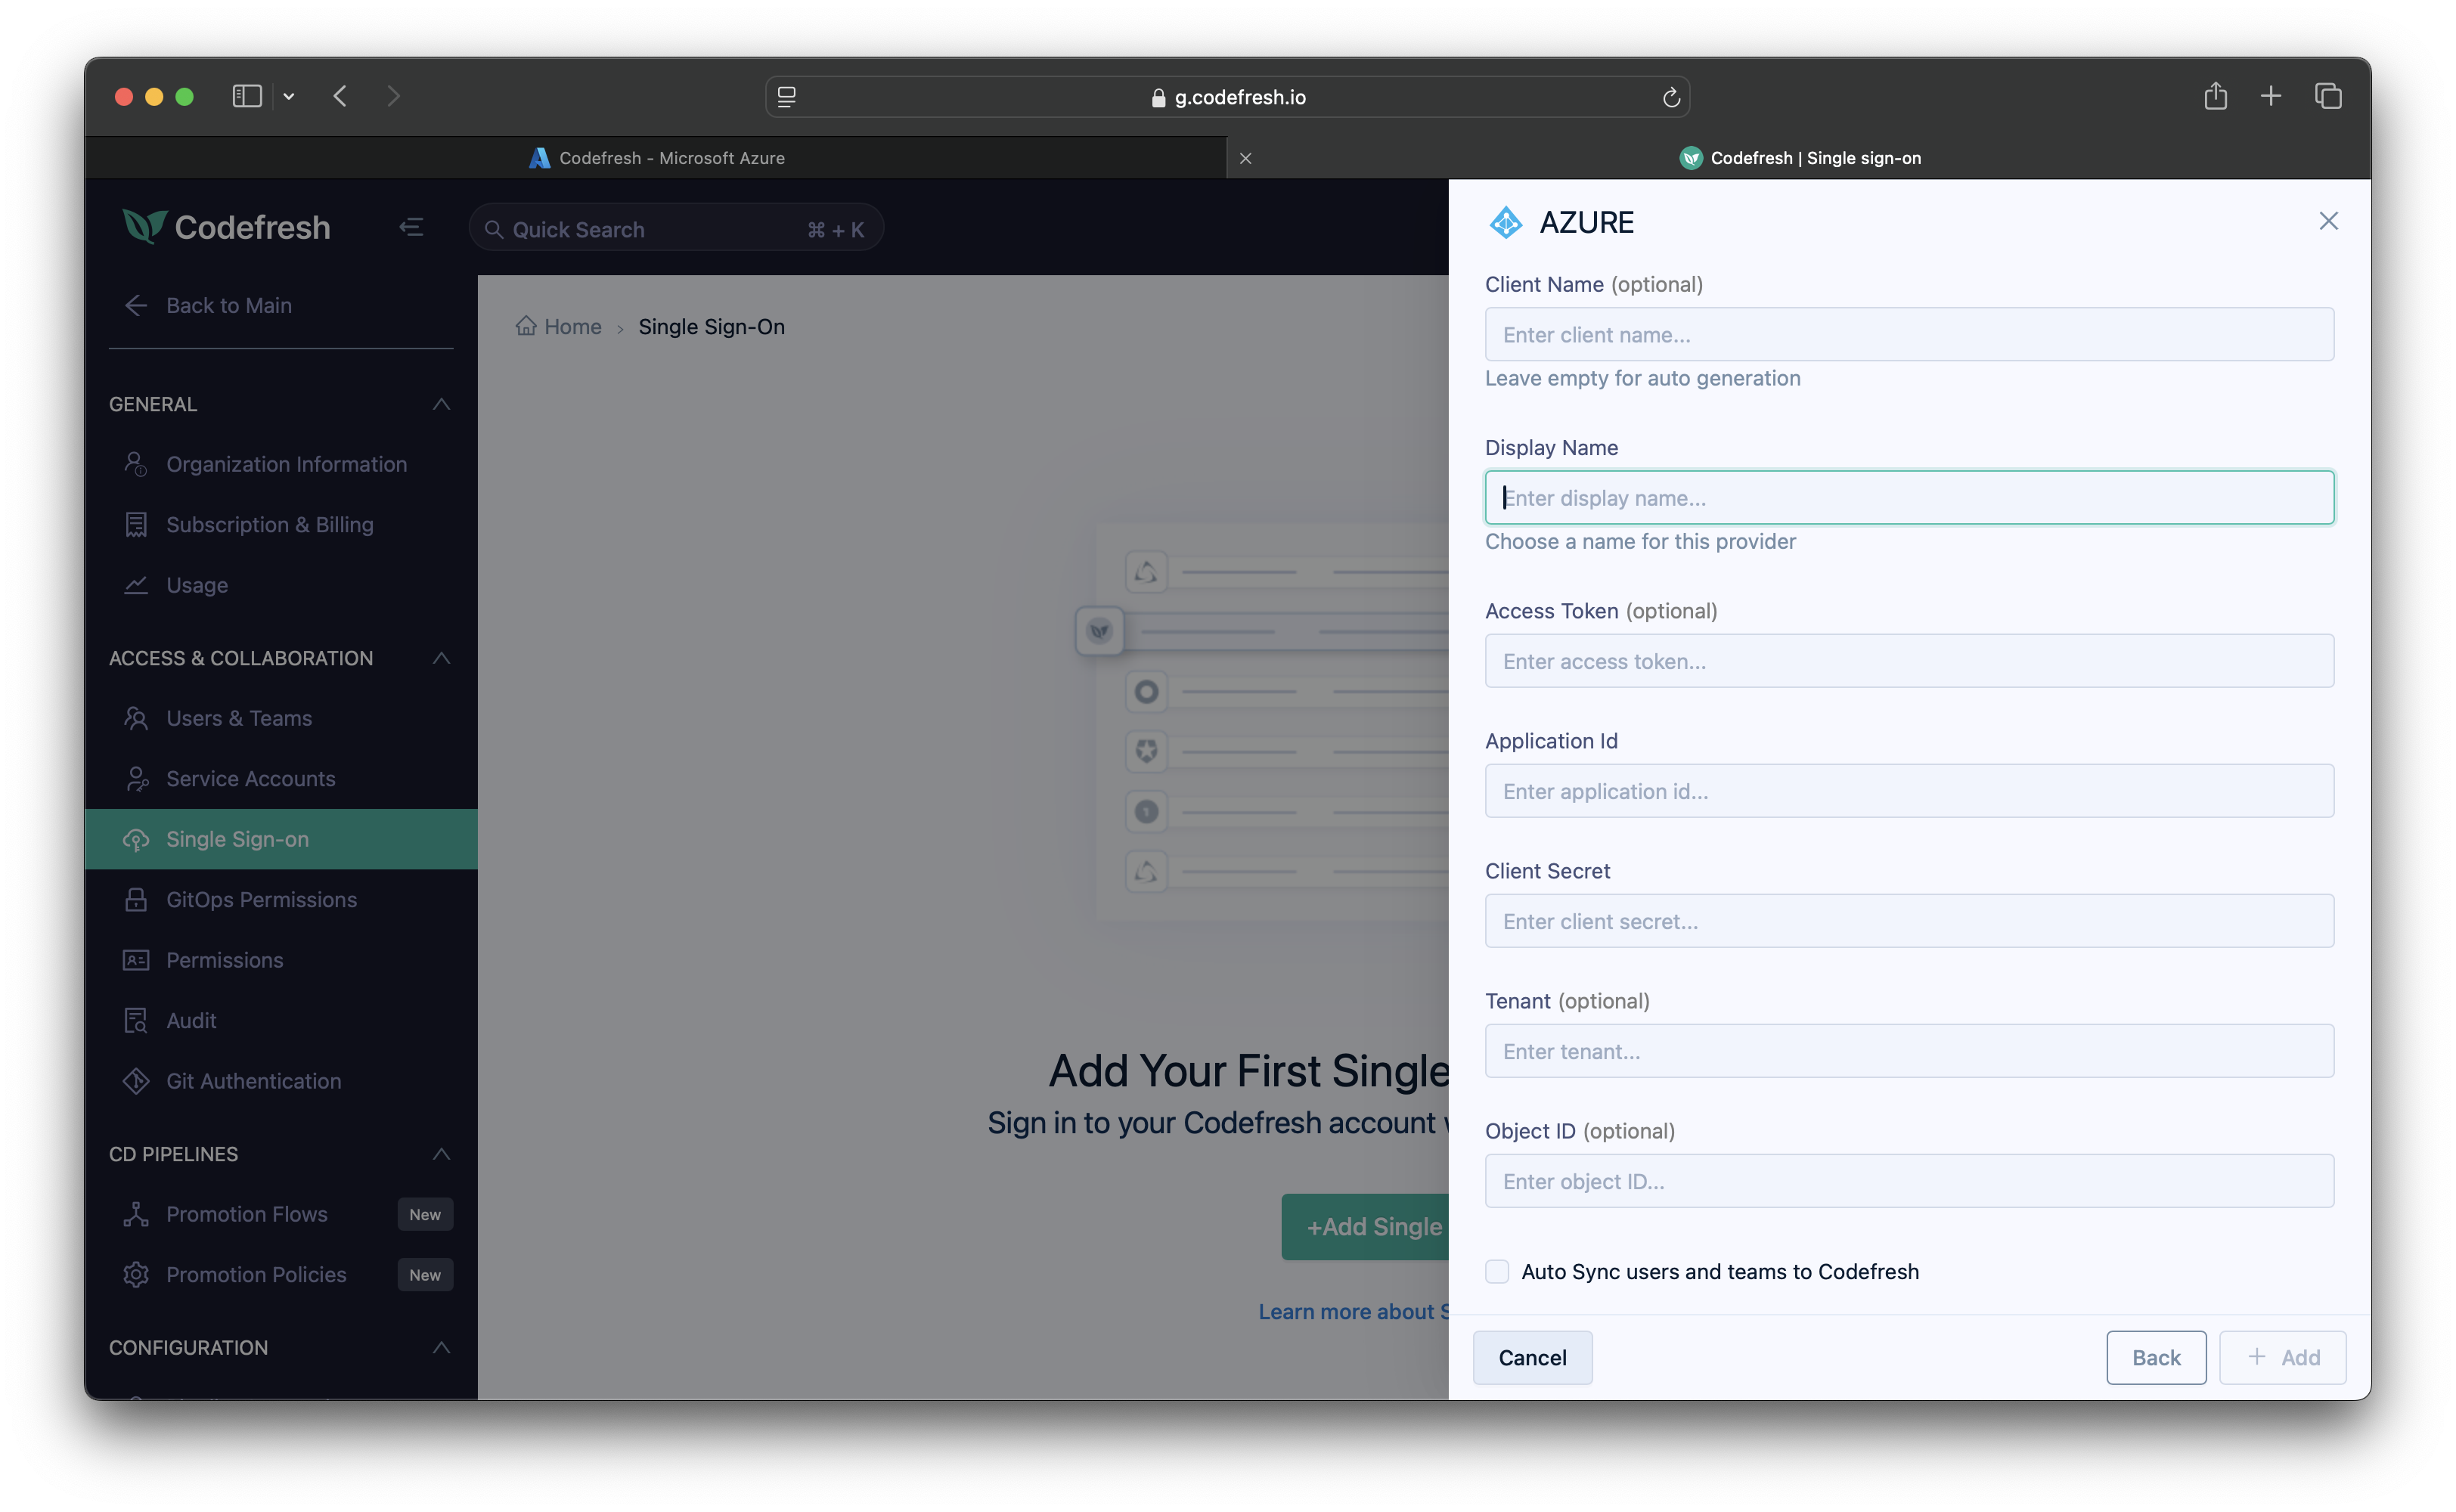 g.codefresh.io
Codefresh - Microsoft Azure
Codefresh | Single sign-on
Codefresh
Quick Search
⌘ + K
Back to Main
GENERAL
Organization Information
Subscription & Billing
Usage
ACCESS & COLLABORATION
Users & Teams
Service Accounts
Single Sign-on
GitOps Permissions
Permissions
Audit
Git Authentication
CD PIPELINES
Promotion Flows
New
Promotion Policies
New
CONFIGURATION
Home › Single Sign-On
Add Your First Single
Sign in to your Codefresh account
+Add Single
Learn more about
AZURE
Client Name (optional)
Enter client name...
Leave empty for auto generation
Display Name
Enter display name...
Choose a name for this provider
Access Token (optional)
Enter access token...
Application Id
Enter application id...
Client Secret
Enter client secret...
Tenant (optional)
Enter tenant...
Object ID (optional)
Enter object ID...
Auto Sync users and teams to Codefresh
Cancel
Back
+ Add